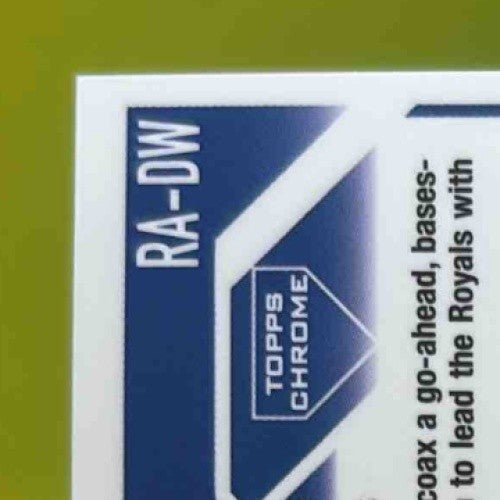 RA-DW
TOPPS
CHROME
coax a go-ahead, bases-
to lead the Royals with